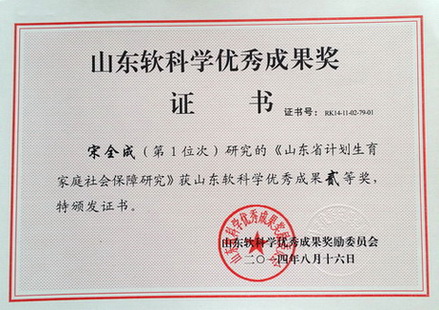 山东软科学优秀成果奖
证 书
证书号: RK14-11-02-79-01
宋全成（第1位次）研究的《山东省计划生育
家庭社会保障研究》获山东软科学优秀成果贰等奖，
特颁发证书。
山东软科学优秀成果奖励委员会
二〇一四年八月十六日